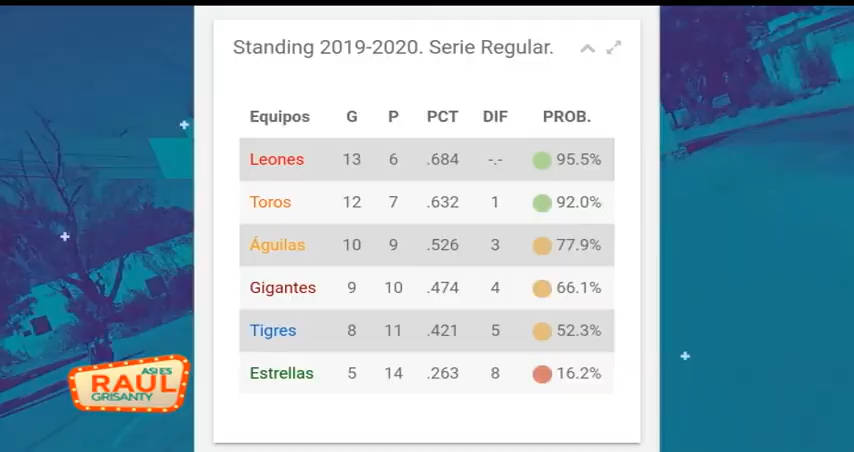 Standing 2019-2020. Serie Regular.
Equipos G P PCT DIF PROB.
Leones 13 6 .684 -.- 95.5%
Toros 12 7 .632 1 92.0%
Águilas 10 9 .526 3 77.9%
Gigantes 9 10 .474 4 66.1%
Tigres 8 11 .421 5 52.3%
Estrellas 5 14 .263 8 16.2%
ASI ES
RAUL
GRISANTY